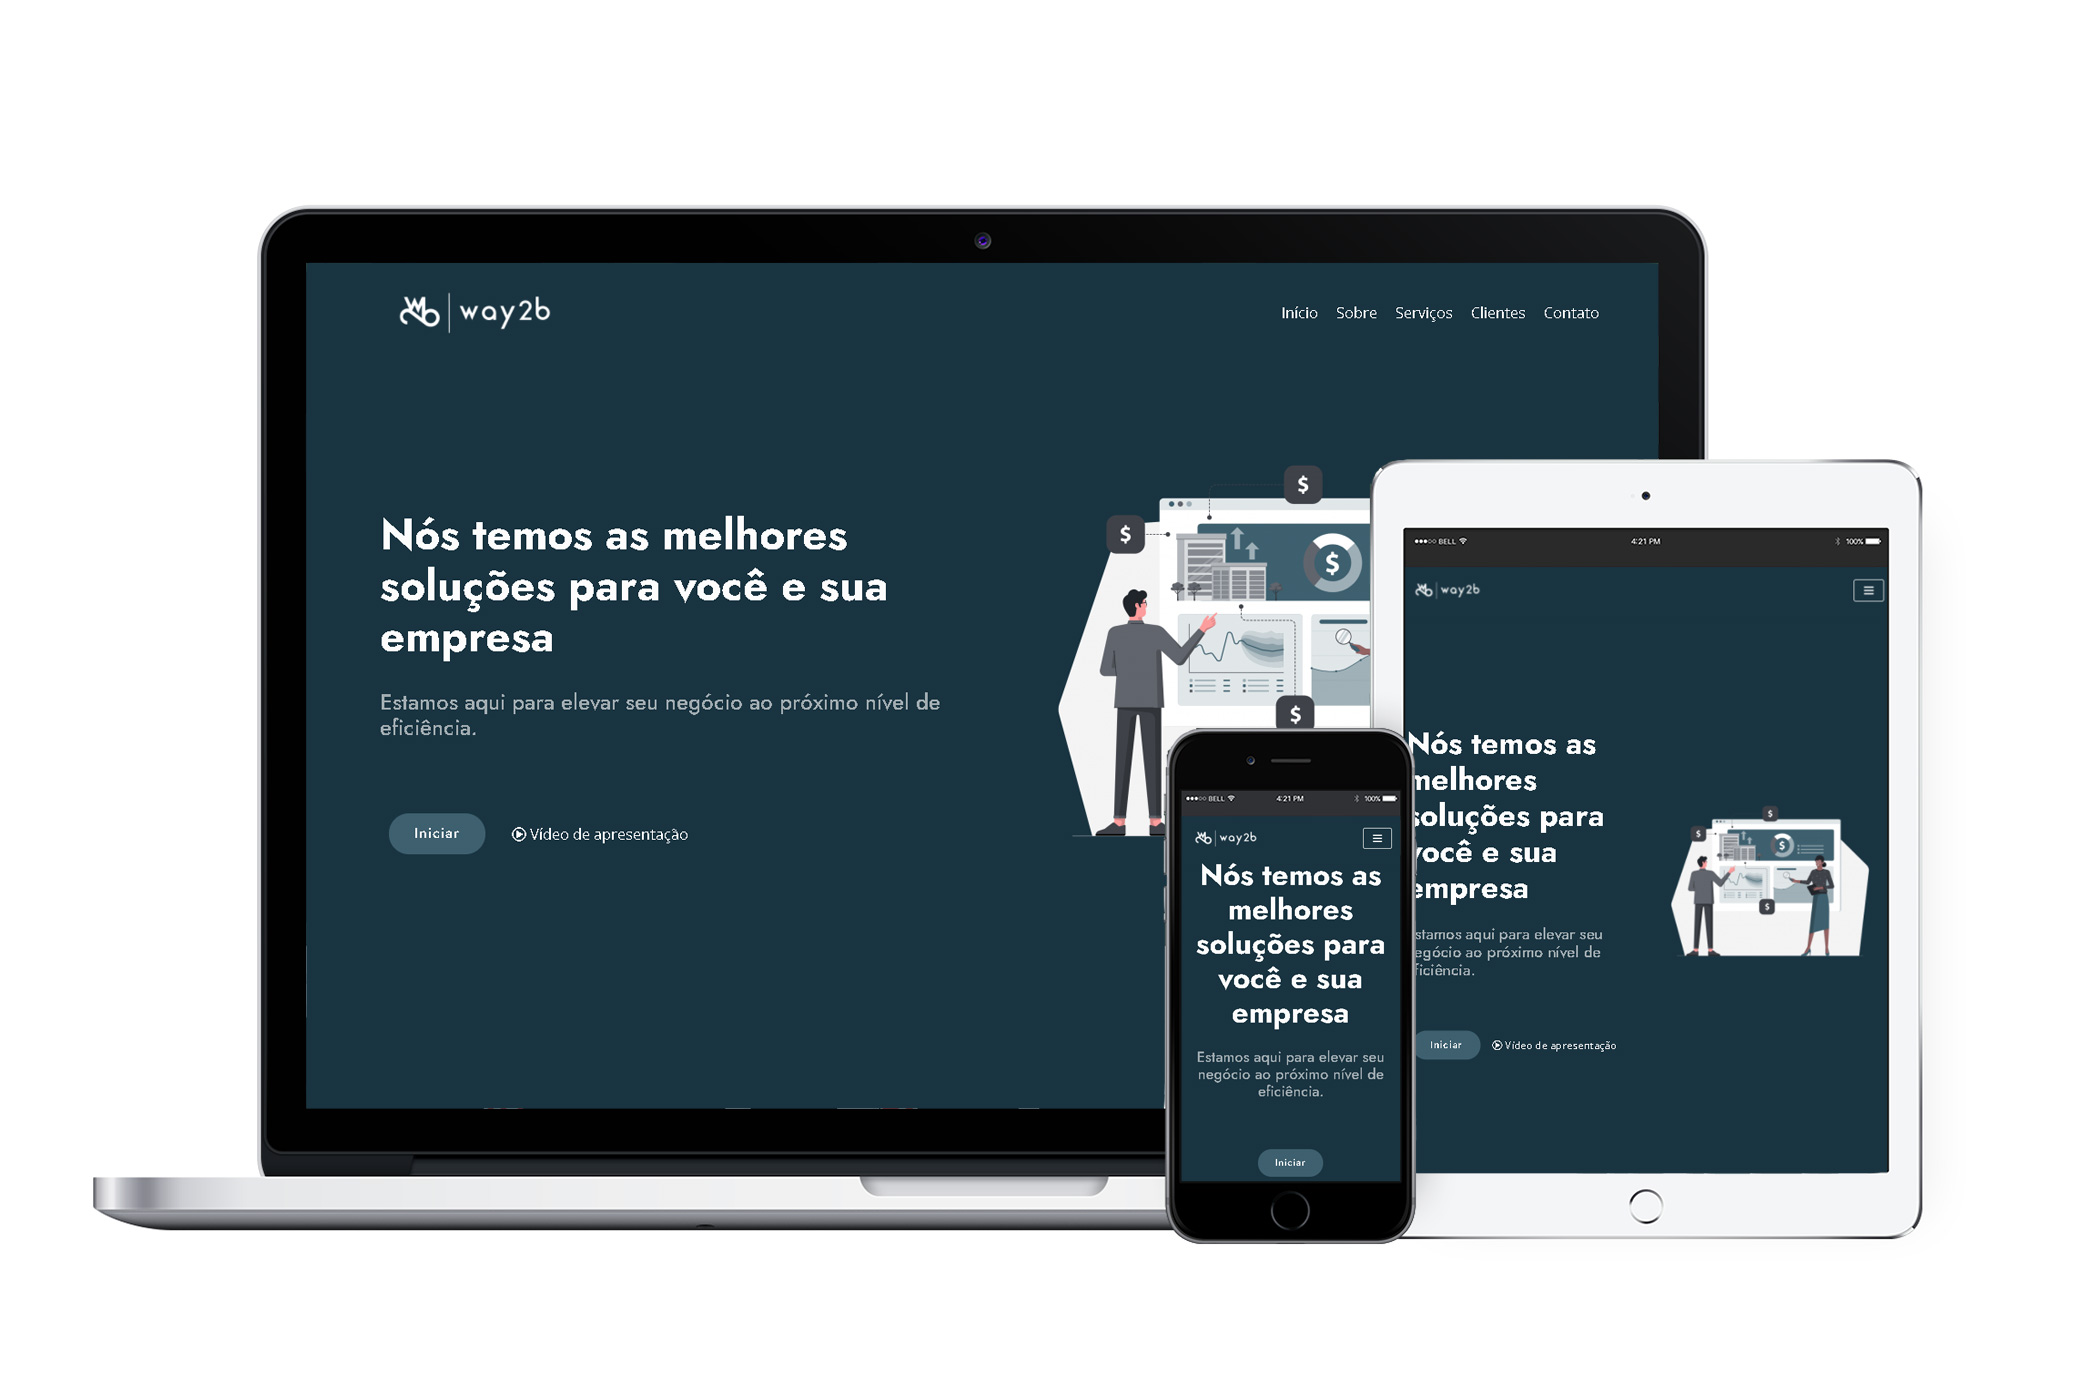 way2b
Início Sobre Serviços Clientes Contato
Nós temos as melhores
soluções para você e sua
empresa
Estamos aqui para elevar seu negócio ao próximo nível de
eficiência.
Iniciar
Vídeo de apresentação
$
$
$
$
BELL 4:21 PM 100%
way2b
Nós temos as
melhores
soluções para
você e sua
empresa
Estamos aqui para elevar seu
negócio ao próximo nível de
eficiência.
Iniciar
BELL 4:21 PM 100%
way2b
Nós temos as
melhores
soluções para
você e sua
empresa
stamos aqui para elevar seu
egócio ao próximo nível de
ficiência.
Iniciar
Vídeo de apresentação
$
$
$
$